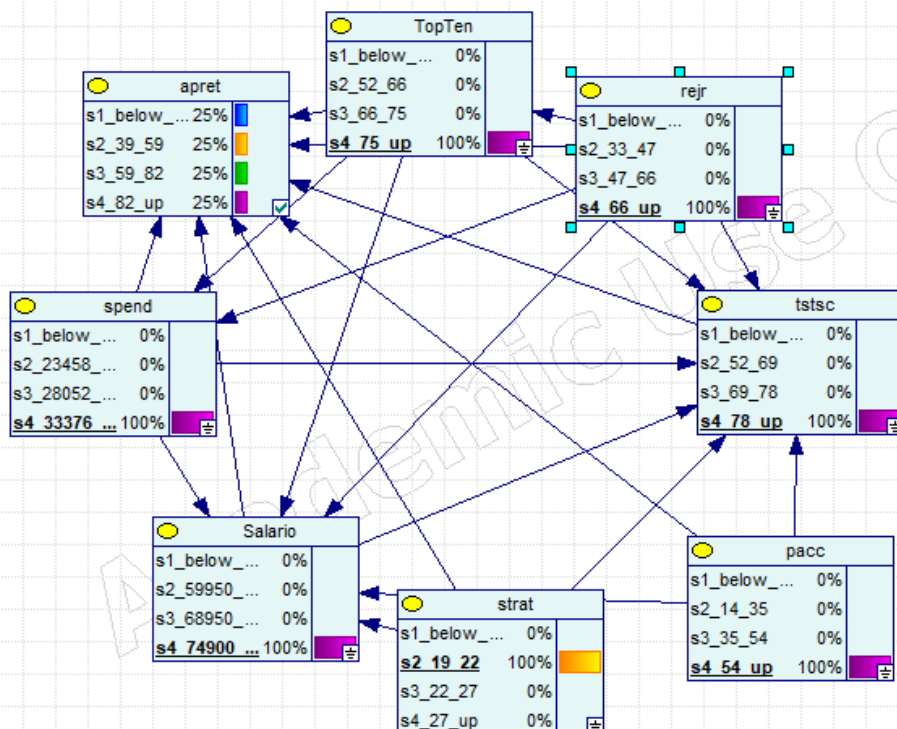 TopTen
s1_below_... 0%
s2_52_66 0%
s3_66_75 0%
s4_75_up 100%
apret
s1_below_... 25%
s2_39_59 25%
s3_59_82 25%
s4_82_up 25%
rejr
s1_below_... 0%
s2_33_47 0%
s3_47_66 0%
s4_66_up 100%
spend
s1_below_... 0%
s2_23458_... 0%
s3_28052_... 0%
s4_33376_... 100%
tstsc
s1_below_... 0%
s2_52_69 0%
s3_69_78 0%
s4_78_up 100%
Salario
s1_below_... 0%
s2_59950_... 0%
s3_68950_... 0%
s4_74900_... 100%
strat
s1_below_... 0%
s2_19_22 100%
s3_22_27 0%
s4_27_up 0%
pacc
s1_below_... 0%
s2_14_35 0%
s3_35_54 0%
s4_54_up 100%